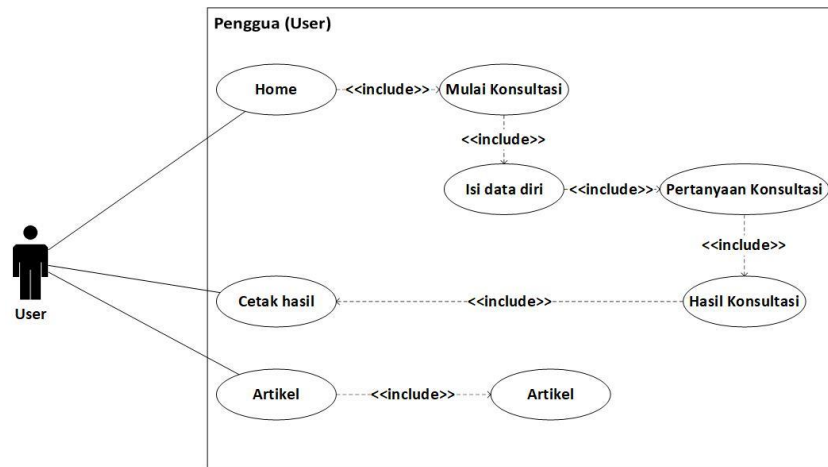 Penggua (User)
Home
<<include>>
Mulai Konsultasi
<<include>>
Isi data diri
<<include>>
Pertanyaan Konsultasi
<<include>>
User
Cetak hasil
<<include>>
Hasil Konsultasi
Artikel
<<include>>
Artikel